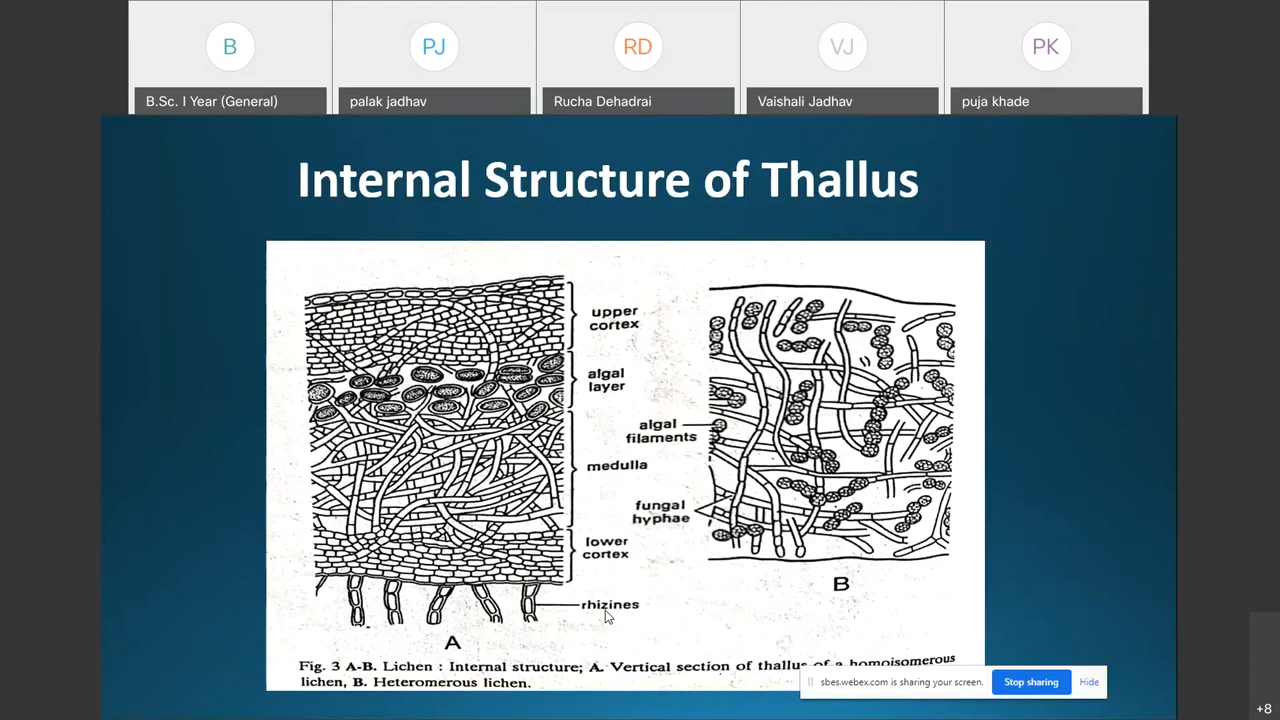 B
PJ
RD
VJ
PK
B.Sc. I Year (General)
palak jadhav
Rucha Dehadrai
Vaishali Jadhav
puja khade
Internal Structure of Thallus
upper
cortex
algal
layer
medulla
lower
cortex
rhizines
A
algal
filaments
fungal
hyphae
B
Fig. 3 A-B. Lichen : Internal structure; A. Vertical section of thallus of a homoisomerous
lichen, B. Heteromerous lichen.
sbes.webex.com is sharing your screen.
Stop sharing
Hide
+8